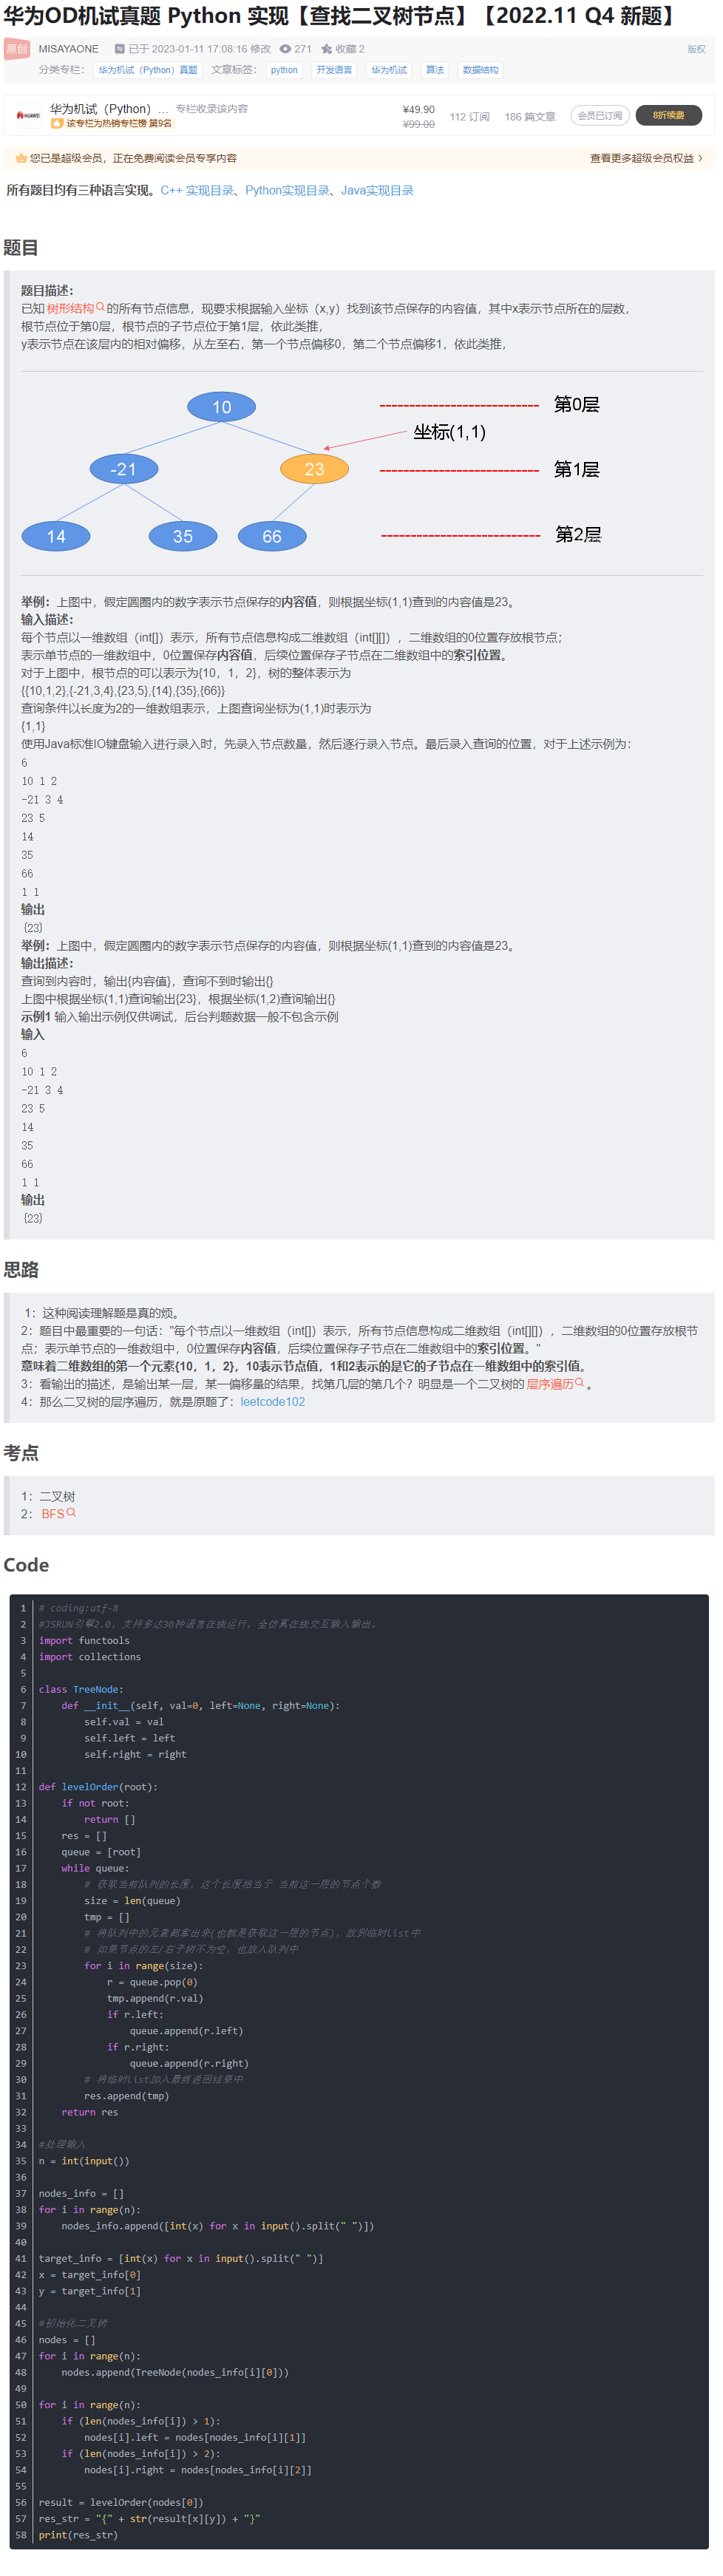 华为OD机试真题 Python 实现【查找二叉树节点】【2022.11 Q4 新题】
原创 MISAYAONE 已于 2023-01-11 17:08:16 修改 271 收藏 2 版权
分类专栏： 华为机试（Python）真题 文章标签： python 开发语言 华为机试 算法 数据结构
HUAWEI 华为机试（Python）... 专栏收录该内容 ¥49.90 112 订阅 186 篇文章 会员已订阅 8折续费
该专栏为热销专栏榜 第9名 ¥99.00
您已是超级会员，正在免费阅读会员专享内容 查看更多超级会员权益 >
所有题目均有三种语言实现。C++ 实现目录、Python实现目录、Java实现目录
题目
题目描述：
已知 树形结构 的所有节点信息，现要求根据输入坐标（x,y）找到该节点保存的内容值，其中x表示节点所在的层数，
根节点位于第0层，根节点的子节点位于第1层，依此类推，
y表示节点在该层内的相对偏移，从左至右，第一个节点偏移0，第二个节点偏移1，依此类推，
10 第0层
坐标(1,1)
-21 23 第1层
14 35 66 第2层
举例：上图中，假定圆圈内的数字表示节点保存的内容值，则根据坐标(1,1)查到的内容值是23。
输入描述：
每个节点以一维数组（int[]）表示，所有节点信息构成二维数组（int[][]），二维数组的0位置存放根节点；
表示单节点的一维数组中，0位置保存内容值，后续位置保存子节点在二维数组中的索引位置。
对于上图中，根节点的可以表示为{10，1，2}，树的整体表示为
{{10,1,2},{-21,3,4},{23,5},{14},{35},{66}}
查询条件以长度为2的一维数组表示，上图查询坐标为(1,1)时表示为
{1,1}
使用Java标准IO键盘输入进行录入时，先录入节点数量，然后逐行录入节点。最后录入查询的位置，对于上述示例为：
6
10 1 2
-21 3 4
23 5
14
35
66
1 1
输出
{23}
举例：上图中，假定圆圈内的数字表示节点保存的内容值，则根据坐标(1,1)查到的内容值是23。
输出描述：
查询到内容时，输出{内容值}，查询不到时输出{}
上图中根据坐标(1,1)查询输出{23}，根据坐标(1,2)查询输出{}
示例1 输入输出示例仅供调试，后台判题数据一般不包含示例
输入
6
10 1 2
-21 3 4
23 5
14
35
66
1 1
输出
{23}
思路
1：这种阅读理解题是真的烦。
2：题目中最重要的一句话："每个节点以一维数组（int[]）表示，所有节点信息构成二维数组（int[][]），二维数组的0位置存放根节
点；表示单节点的一维数组中，0位置保存内容值，后续位置保存子节点在二维数组中的索引位置。"
意味着二维数组的第一个元素{10，1，2}，10表示节点值，1和2表示的是它的子节点在一维数组中的索引值。
3：看输出的描述，是输出某一层，某一偏移量的结果，找第几层的第几个？明显是一个二叉树的 层序遍历 。
4：那么二叉树的层序遍历，就是原题了：leetcode102
考点
1：二叉树
2：BFS
Code
1 # coding:utf-8
2 #JSRUN引擎2.0，支持多达30种语言在线运行，全仿真在线交互输入输出。
3 import functools
4 import collections
5
6 class TreeNode:
7 def __init__(self, val=0, left=None, right=None):
8 self.val = val
9 self.left = left
10 self.right = right
11
12 def levelOrder(root):
13 if not root:
14 return []
15 res = []
16 queue = [root]
17 while queue:
18 # 获取当前队列的长度，这个长度相当于 当前这一层的节点个数
19 size = len(queue)
20 tmp = []
21 # 将队列中的元素都拿出来(也就是获取这一层的节点)，放到临时list中
22 # 如果节点的左/右子树不为空，也放入队列中
23 for i in range(size):
24 r = queue.pop(0)
25 tmp.append(r.val)
26 if r.left:
27 queue.append(r.left)
28 if r.right:
29 queue.append(r.right)
30 # 将临时list加入最终返回结果中
31 res.append(tmp)
32 return res
33
34 #处理输入
35 n = int(input())
36
37 nodes_info = []
38 for i in range(n):
39 nodes_info.append([int(x) for x in input().split(" ")])
40
41 target_info = [int(x) for x in input().split(" ")]
42 x = target_info[0]
43 y = target_info[1]
44
45 #初始化二叉树
46 nodes = []
47 for i in range(n):
48 nodes.append(TreeNode(nodes_info[i][0]))
49
50 for i in range(n):
51 if (len(nodes_info[i]) > 1):
52 nodes[i].left = nodes[nodes_info[i][1]]
53 if (len(nodes_info[i]) > 2):
54 nodes[i].right = nodes[nodes_info[i][2]]
55
56 result = levelOrder(nodes[0])
57 res_str = "{" + str(result[x][y]) + "}"
58 print(res_str)